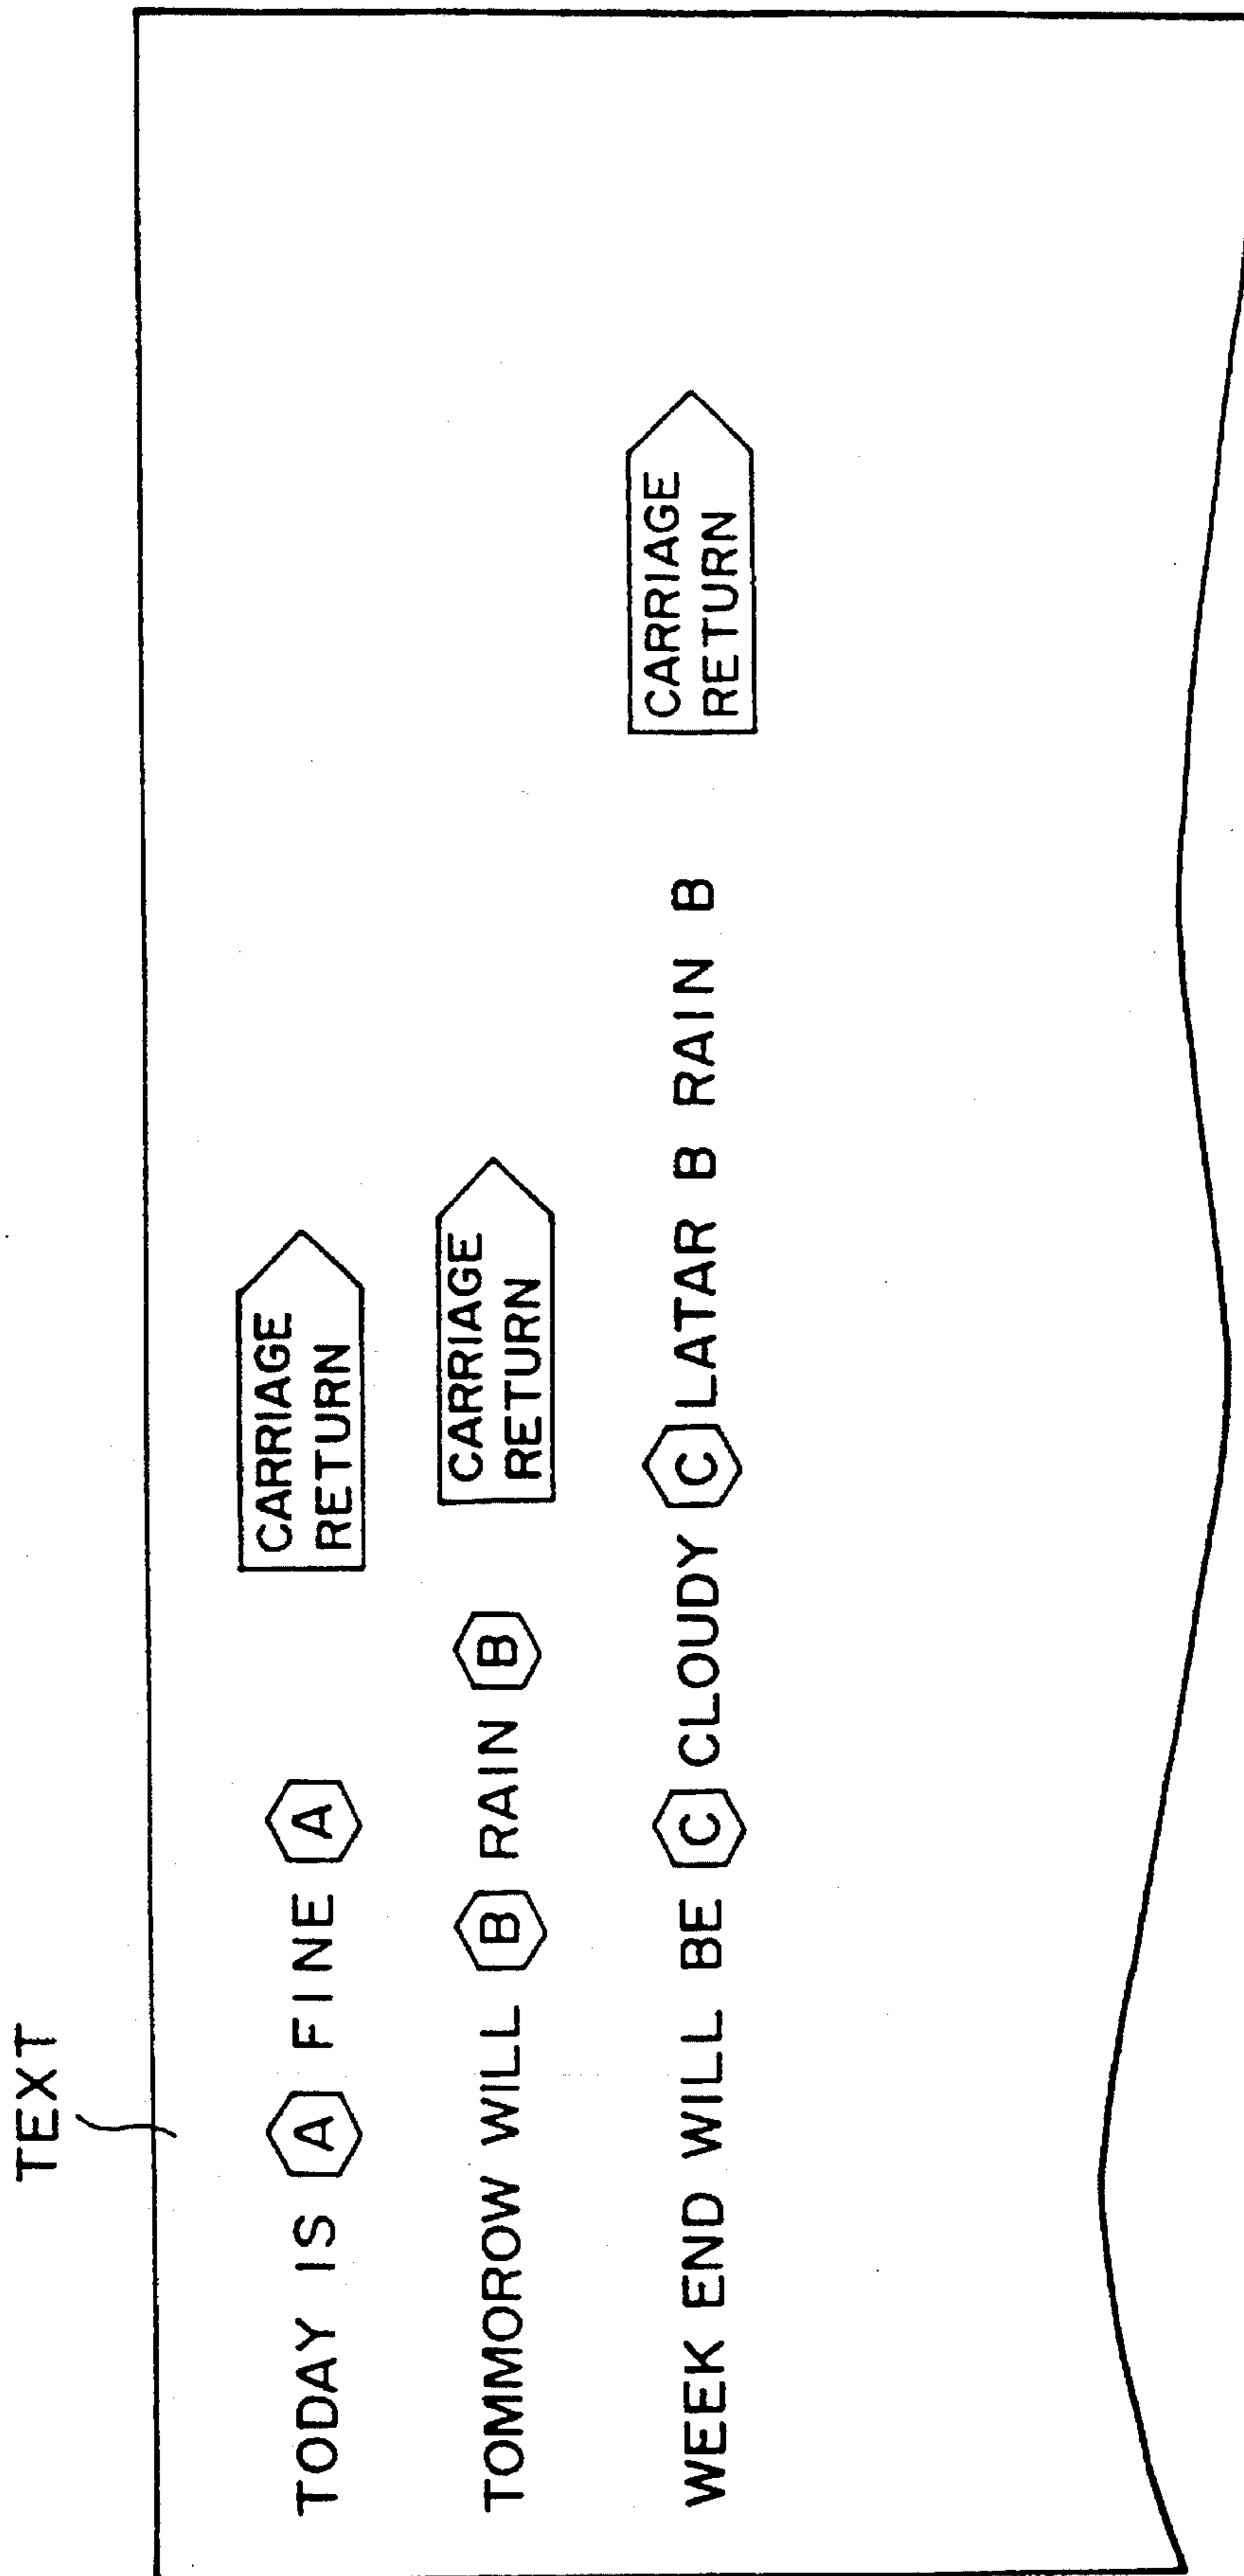 TEXT
TODAY IS A FINE A CARRIAGE RETURN
TOMMOROW WILL B RAIN B CARRIAGE RETURN
WEEK END WILL BE C CLOUDY C LATAR B RAIN B CARRIAGE RETURN